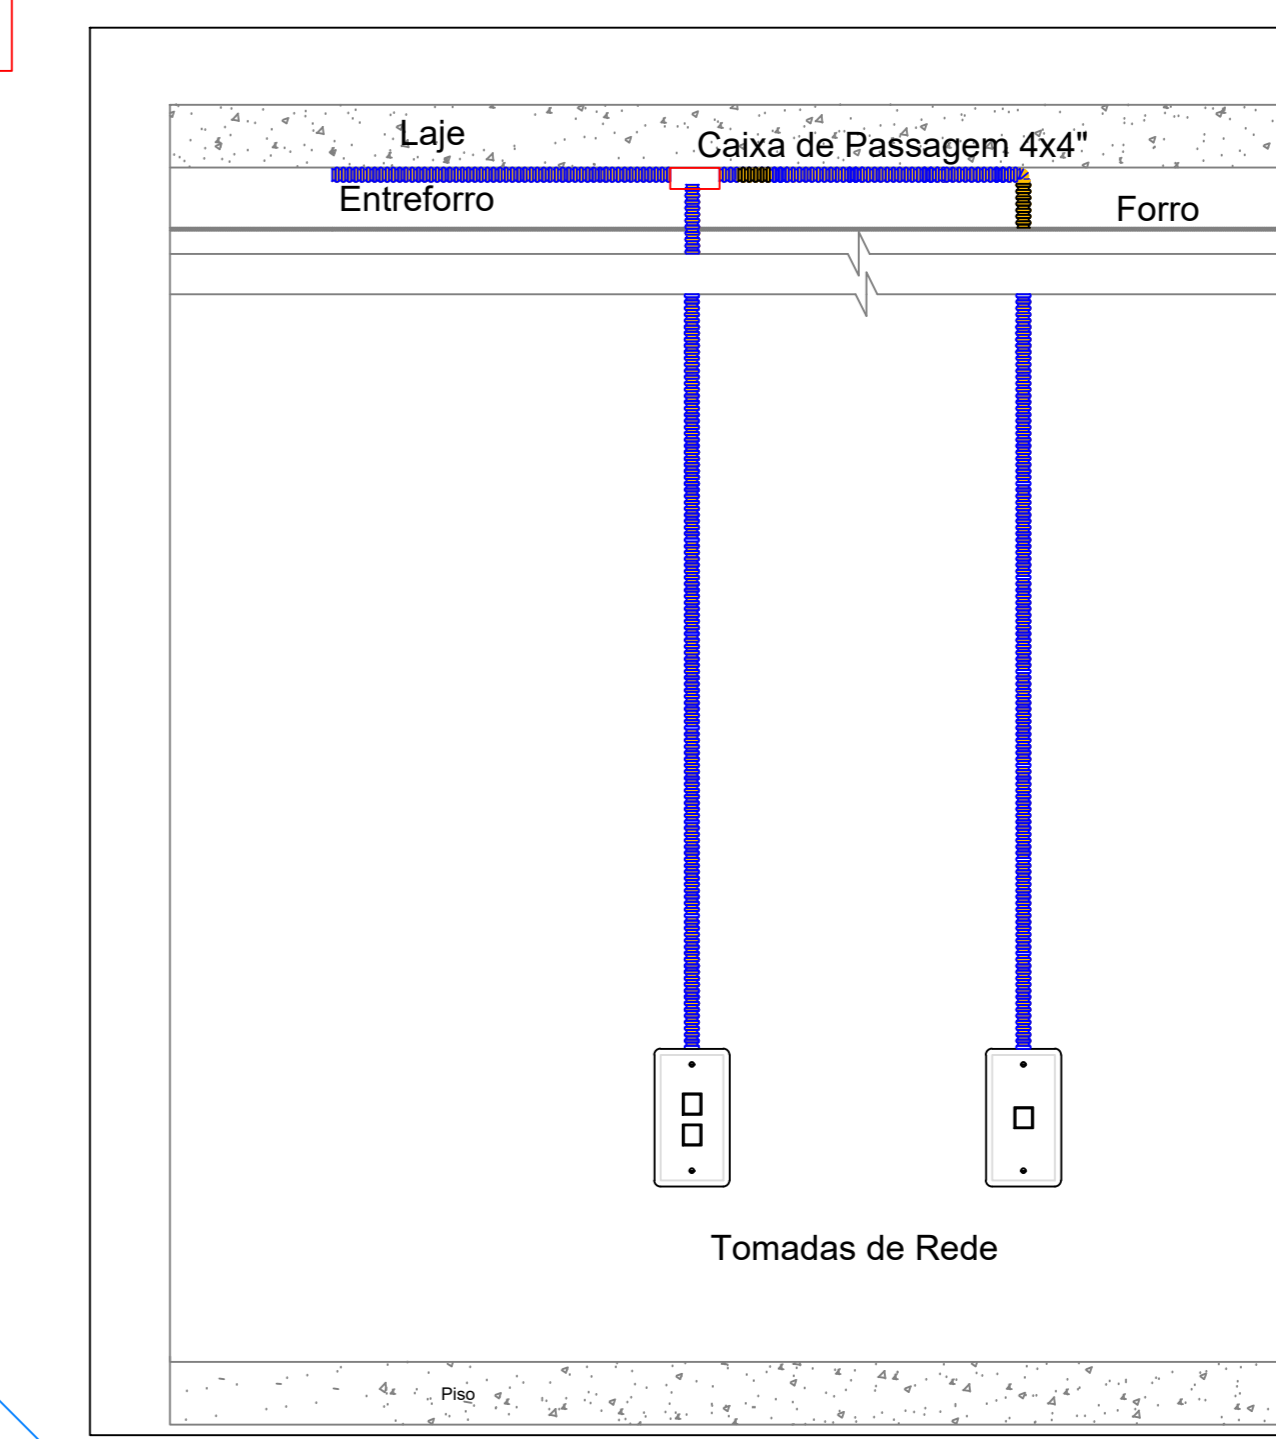 Laje
Caixa de Passagem 4x4"
Entreforro
Forro
Tomadas de Rede
Piso